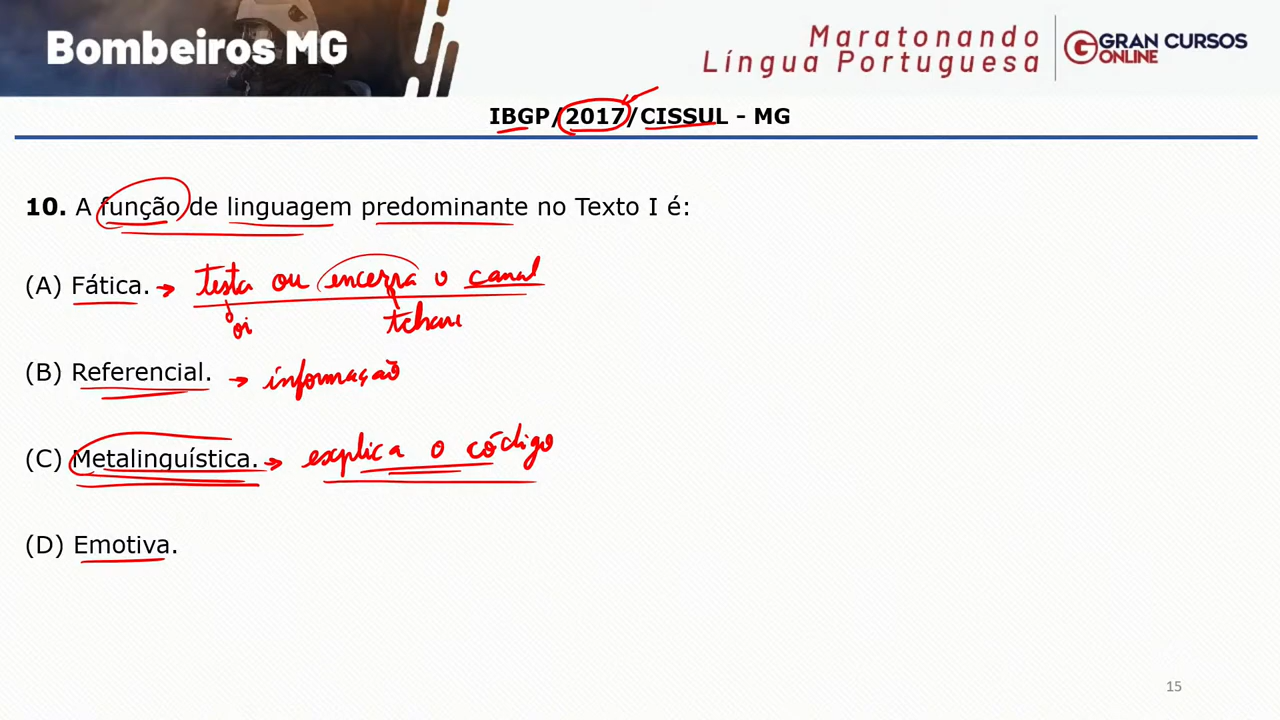 Bombeiros MG
Maratonando
Língua Portuguesa
GRAN CURSOS
ONLINE
IBGP/2017/CISSUL - MG
10. A função de linguagem predominante no Texto I é:
(A) Fática. → testa ou encerra o canal
oi tchau
(B) Referencial. → informação
(C) Metalinguística. → explica o código
(D) Emotiva.
15